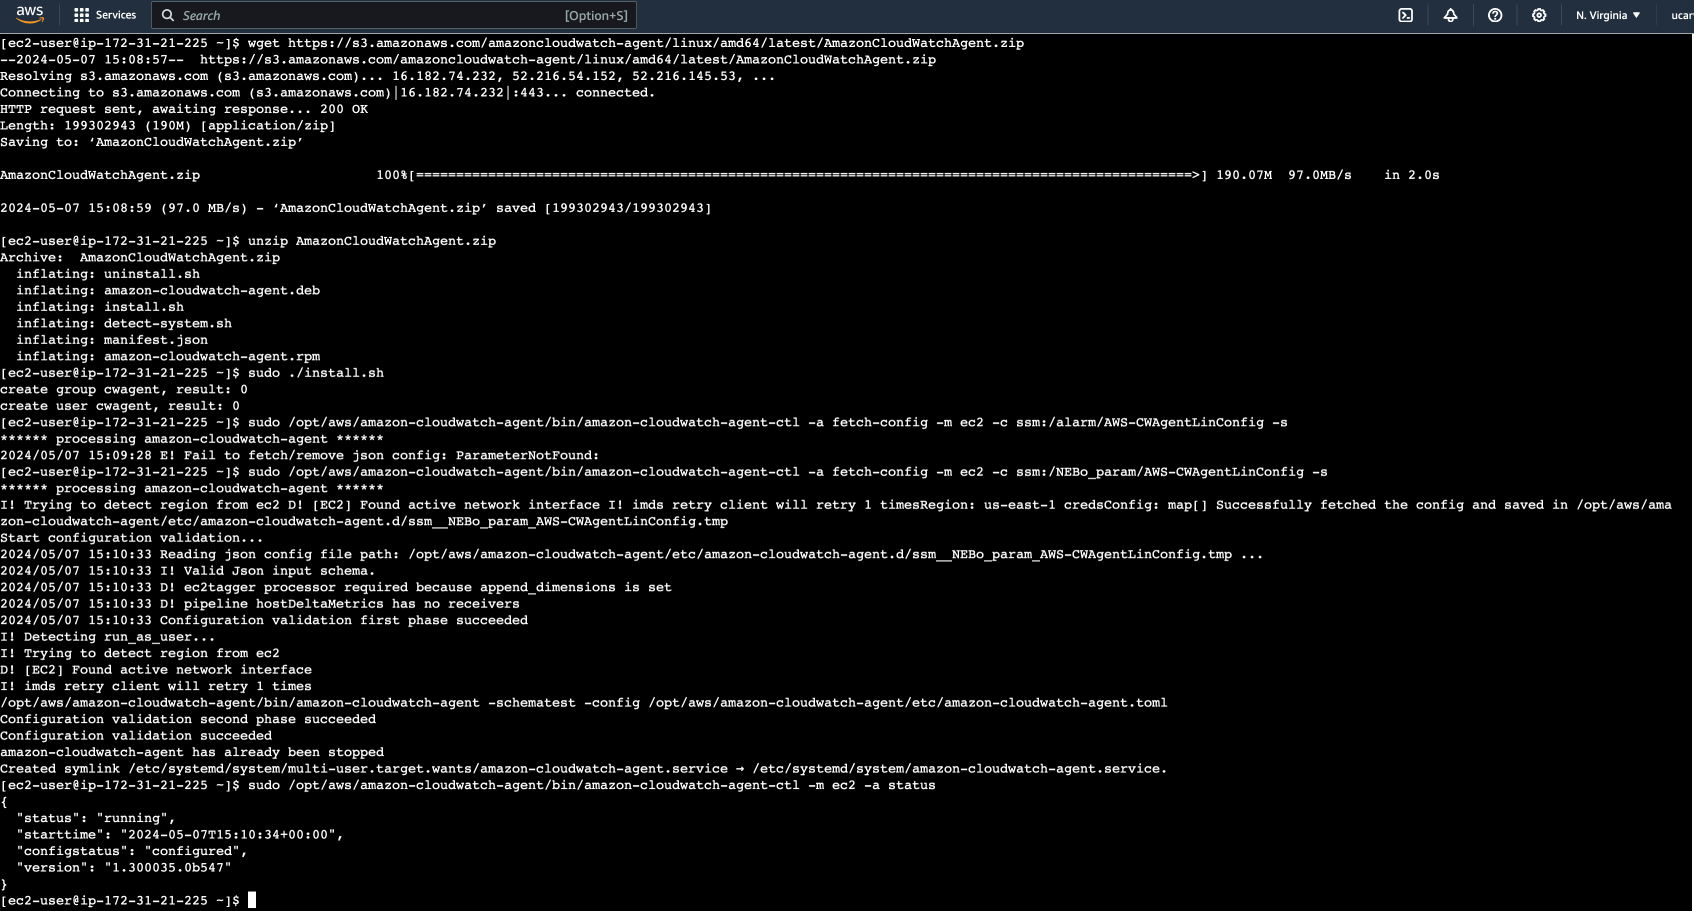 aws
Services
Search [Option+S]
N. Virginia ▼
ucar
[ec2-user@ip-172-31-21-225 ~]$ wget https://s3.amazonaws.com/amazoncloudwatch-agent/linux/amd64/latest/AmazonCloudWatchAgent.zip
--2024-05-07 15:08:57--  https://s3.amazonaws.com/amazoncloudwatch-agent/linux/amd64/latest/AmazonCloudWatchAgent.zip
Resolving s3.amazonaws.com (s3.amazonaws.com)... 16.182.74.232, 52.216.54.152, 52.216.145.53, ...
Connecting to s3.amazonaws.com (s3.amazonaws.com)|16.182.74.232|:443... connected.
HTTP request sent, awaiting response... 200 OK
Length: 199302943 (190M) [application/zip]
Saving to: ‘AmazonCloudWatchAgent.zip’
AmazonCloudWatchAgent.zip 100%[=================================================================================================>] 190.07M  97.0MB/s    in 2.0s
2024-05-07 15:08:59 (97.0 MB/s) - ‘AmazonCloudWatchAgent.zip’ saved [199302943/199302943]
[ec2-user@ip-172-31-21-225 ~]$ unzip AmazonCloudWatchAgent.zip
Archive:  AmazonCloudWatchAgent.zip
  inflating: uninstall.sh
  inflating: amazon-cloudwatch-agent.deb
  inflating: install.sh
  inflating: detect-system.sh
  inflating: manifest.json
  inflating: amazon-cloudwatch-agent.rpm
[ec2-user@ip-172-31-21-225 ~]$ sudo ./install.sh
create group cwagent, result: 0
create user cwagent, result: 0
[ec2-user@ip-172-31-21-225 ~]$ sudo /opt/aws/amazon-cloudwatch-agent/bin/amazon-cloudwatch-agent-ctl -a fetch-config -m ec2 -c ssm:/alarm/AWS-CWAgentLinConfig -s
****** processing amazon-cloudwatch-agent ******
2024/05/07 15:09:28 E! Fail to fetch/remove json config: ParameterNotFound:
[ec2-user@ip-172-31-21-225 ~]$ sudo /opt/aws/amazon-cloudwatch-agent/bin/amazon-cloudwatch-agent-ctl -a fetch-config -m ec2 -c ssm:/NEBo_param/AWS-CWAgentLinConfig -s
****** processing amazon-cloudwatch-agent ******
I! Trying to detect region from ec2 D! [EC2] Found active network interface I! imds retry client will retry 1 timesRegion: us-east-1 credsConfig: map[] Successfully fetched the config and saved in /opt/aws/ama
zon-cloudwatch-agent/etc/amazon-cloudwatch-agent.d/ssm__NEBo_param_AWS-CWAgentLinConfig.tmp
Start configuration validation...
2024/05/07 15:10:33 Reading json config file path: /opt/aws/amazon-cloudwatch-agent/etc/amazon-cloudwatch-agent.d/ssm__NEBo_param_AWS-CWAgentLinConfig.tmp ...
2024/05/07 15:10:33 I! Valid Json input schema.
2024/05/07 15:10:33 D! ec2tagger processor required because append_dimensions is set
2024/05/07 15:10:33 D! pipeline hostDeltaMetrics has no receivers
2024/05/07 15:10:33 Configuration validation first phase succeeded
I! Detecting run_as_user...
I! Trying to detect region from ec2
D! [EC2] Found active network interface
I! imds retry client will retry 1 times
/opt/aws/amazon-cloudwatch-agent/bin/amazon-cloudwatch-agent -schematest -config /opt/aws/amazon-cloudwatch-agent/etc/amazon-cloudwatch-agent.toml
Configuration validation second phase succeeded
Configuration validation succeeded
amazon-cloudwatch-agent has already been stopped
Created symlink /etc/systemd/system/multi-user.target.wants/amazon-cloudwatch-agent.service → /etc/systemd/system/amazon-cloudwatch-agent.service.
[ec2-user@ip-172-31-21-225 ~]$ sudo /opt/aws/amazon-cloudwatch-agent/bin/amazon-cloudwatch-agent-ctl -m ec2 -a status
{
  "status": "running",
  "starttime": "2024-05-07T15:10:34+00:00",
  "configstatus": "configured",
  "version": "1.300035.0b547"
}
[ec2-user@ip-172-31-21-225 ~]$